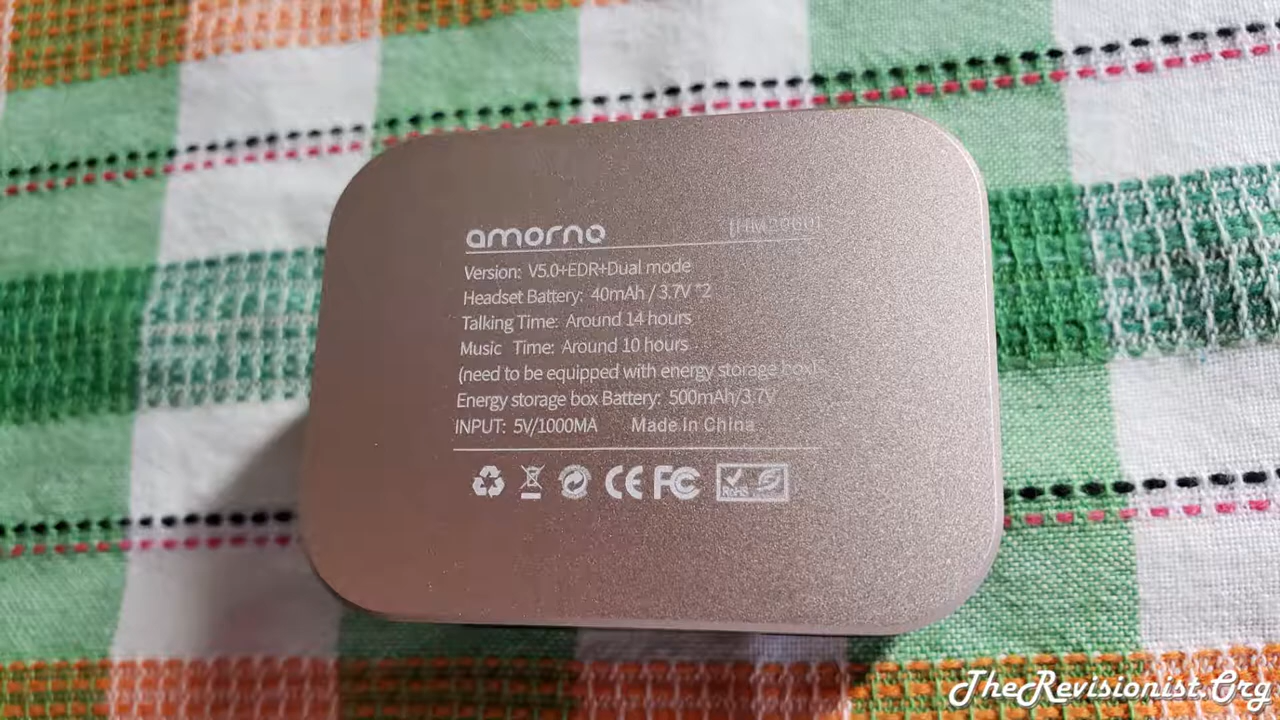 amorno [HM2060]
Version: V5.0+EDR+Dual mode
Headset Battery: 40mAh / 3.7V *2
Talking Time: Around 14 hours
Music Time: Around 10 hours
(need to be equipped with energy storage box)
Energy storage box Battery: 500mAh/3.7V
INPUT: 5V/1000MA Made in China
CE FC RoHS
TheRevisionist.Org